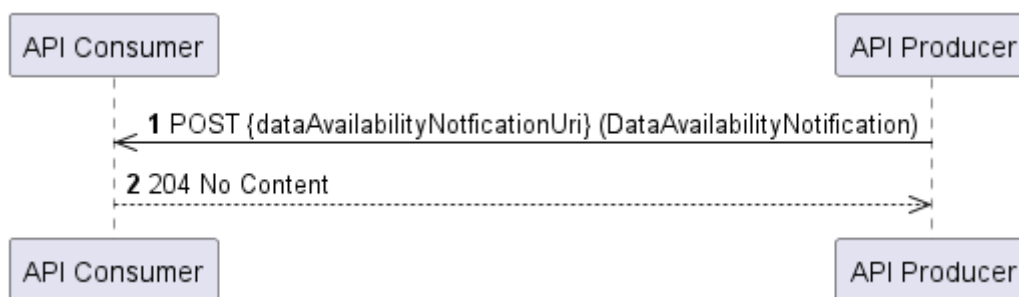 API Consumer
API Producer
1 POST {dataAvailabilityNotficationUri} (DataAvailabilityNotification)
2 204 No Content
API Consumer
API Producer